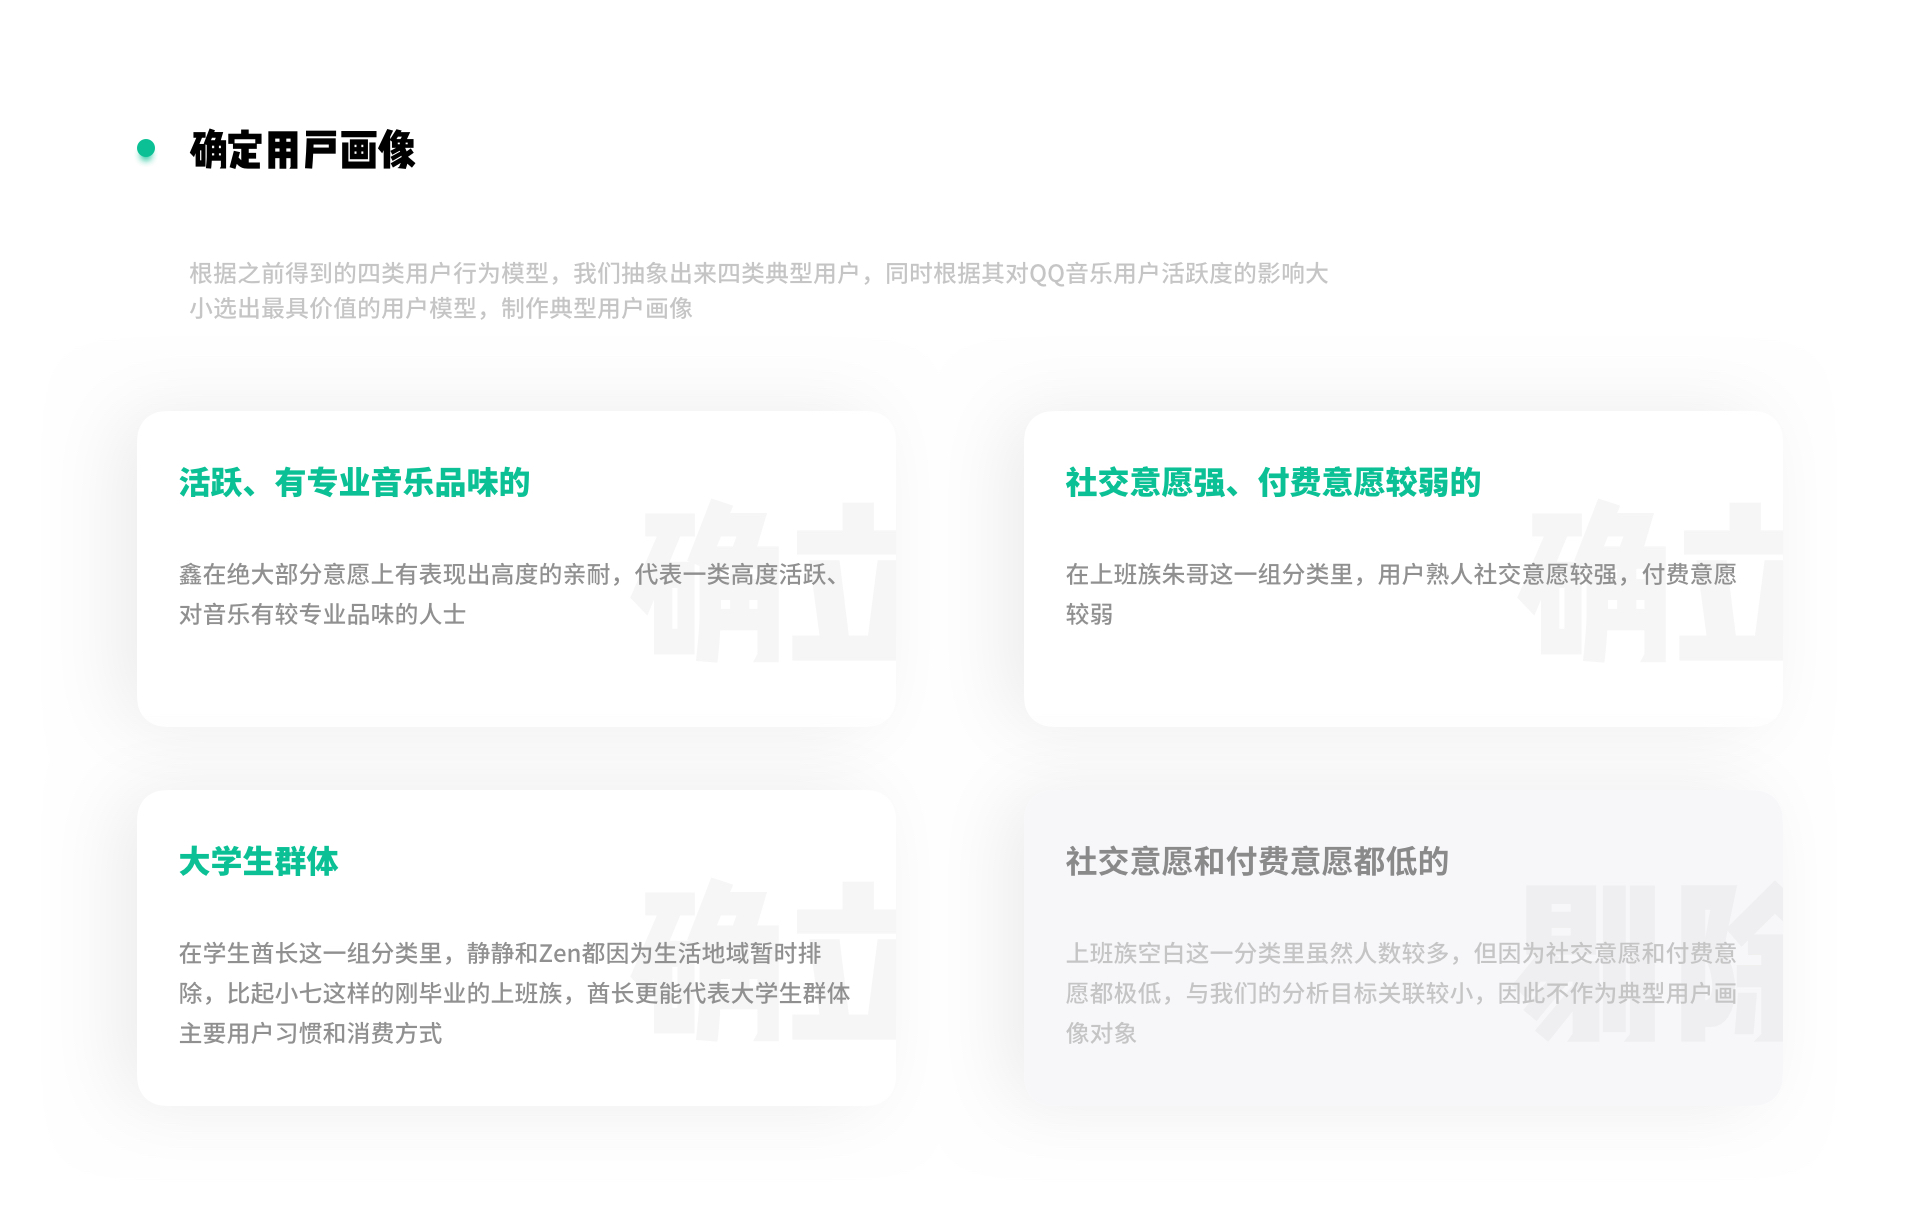 确定用户画像
根据之前得到的四类用户行为模型，我们抽象出来四类典型用户，同时根据其对QQ音乐用户活跃度的影响大
小选出最具价值的用户模型，制作典型用户画像
活跃、有专业音乐品味的
鑫在绝大部分意愿上有表现出高度的亲耐，代表一类高度活跃、
对音乐有较专业品味的人士
确立
社交意愿强、付费意愿较弱的
在上班族朱哥这一组分类里，用户熟人社交意愿较强，付费意愿
较弱
确立
大学生群体
在学生酋长这一组分类里，静静和Zen都因为生活地域暂时排
除，比起小七这样的刚毕业的上班族，酋长更能代表大学生群体
主要用户习惯和消费方式
确立
社交意愿和付费意愿都低的
上班族空白这一分类里虽然人数较多，但因为社交意愿和付费意
愿都极低，与我们的分析目标关联较小，因此不作为典型用户画
像对象
剔除